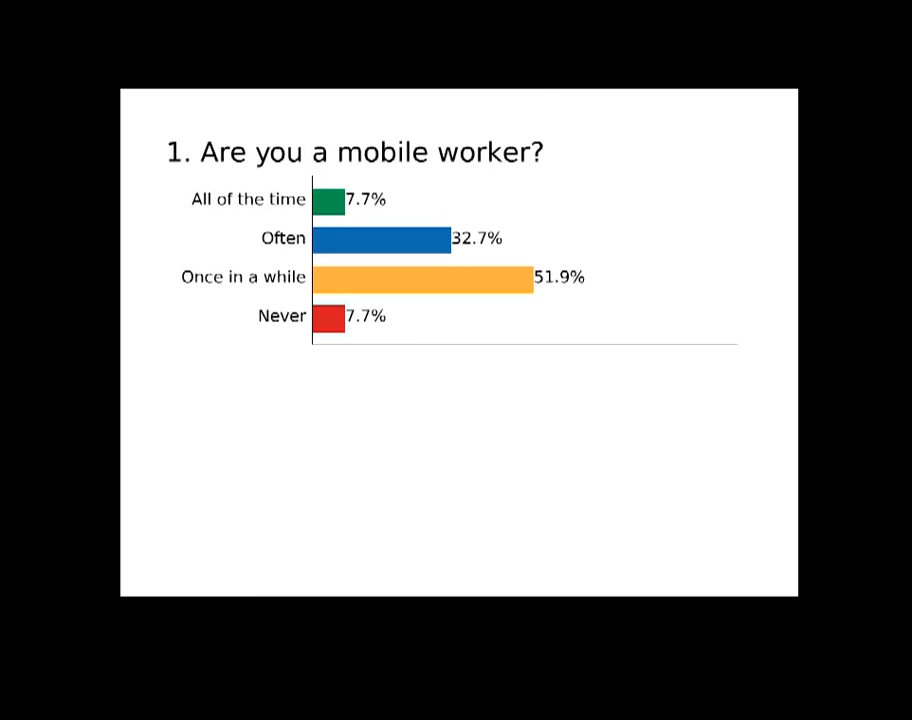 1. Are you a mobile worker?
All of the time 7.7%
Often 32.7%
Once in a while 51.9%
Never 7.7%